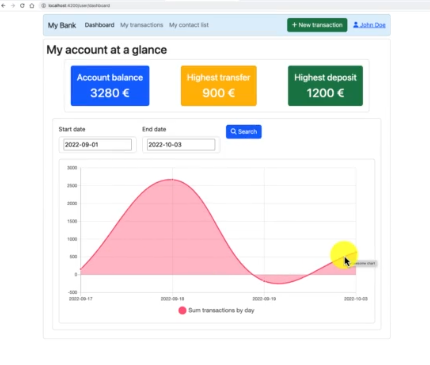 localhost:4200/user/dashboard
My Bank Dashboard My transactions My contact list + New transaction John Doe
My account at a glance
Account balance Highest transfer Highest deposit
3280 € 900 € 1200 €
Start date End date
2022-09-01 2022-10-03 Search
3000
2500
2000
1500
1000
500
0
-500
2022-09-17 2022-09-18 2022-09-19 2022-10-03
Sum transactions by day